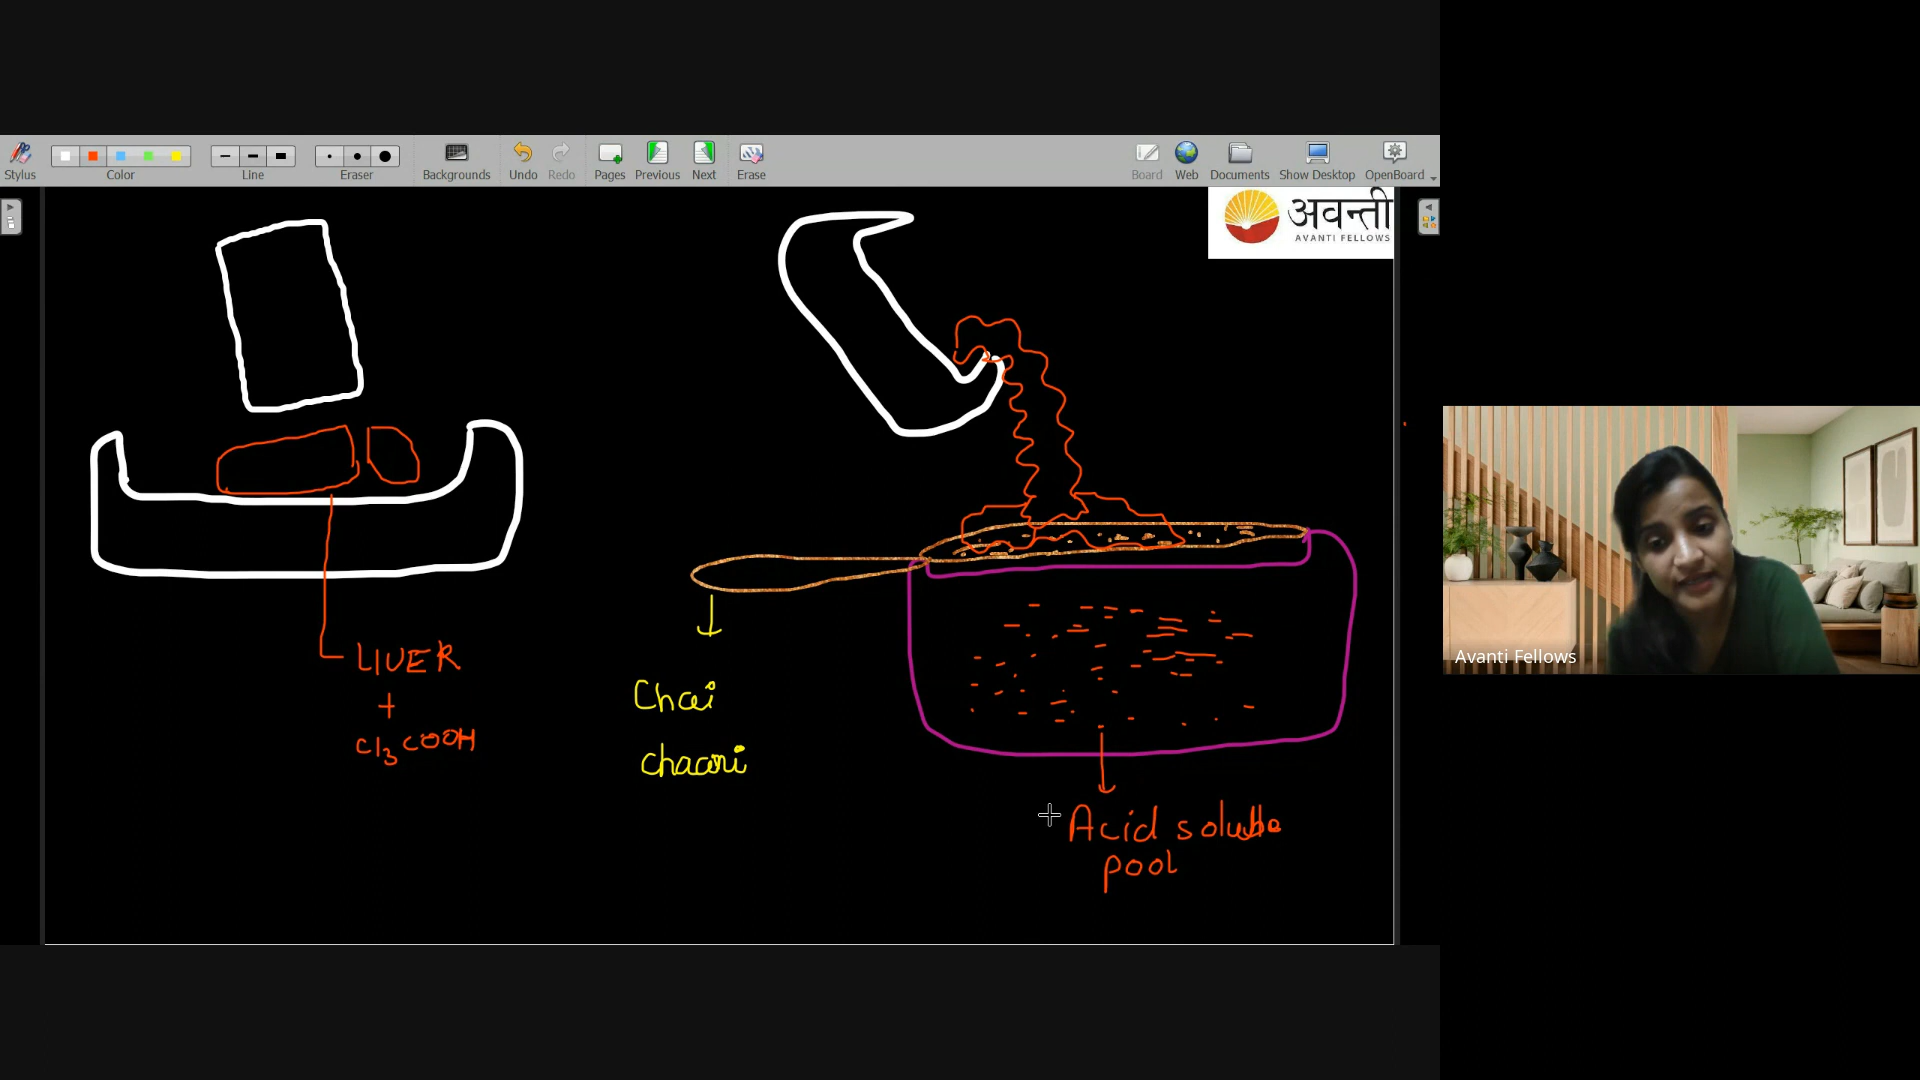 Stylus
Color
Line
Eraser
Backgrounds
Undo
Redo
Pages
Previous
Next
Erase
Board
Web
Documents
Show Desktop
OpenBoard
अवन्ती
AVANTI FELLOWS
LIVER
+
Cl3COOH
Chai
Acid soluble
pool
Avanti Fellows